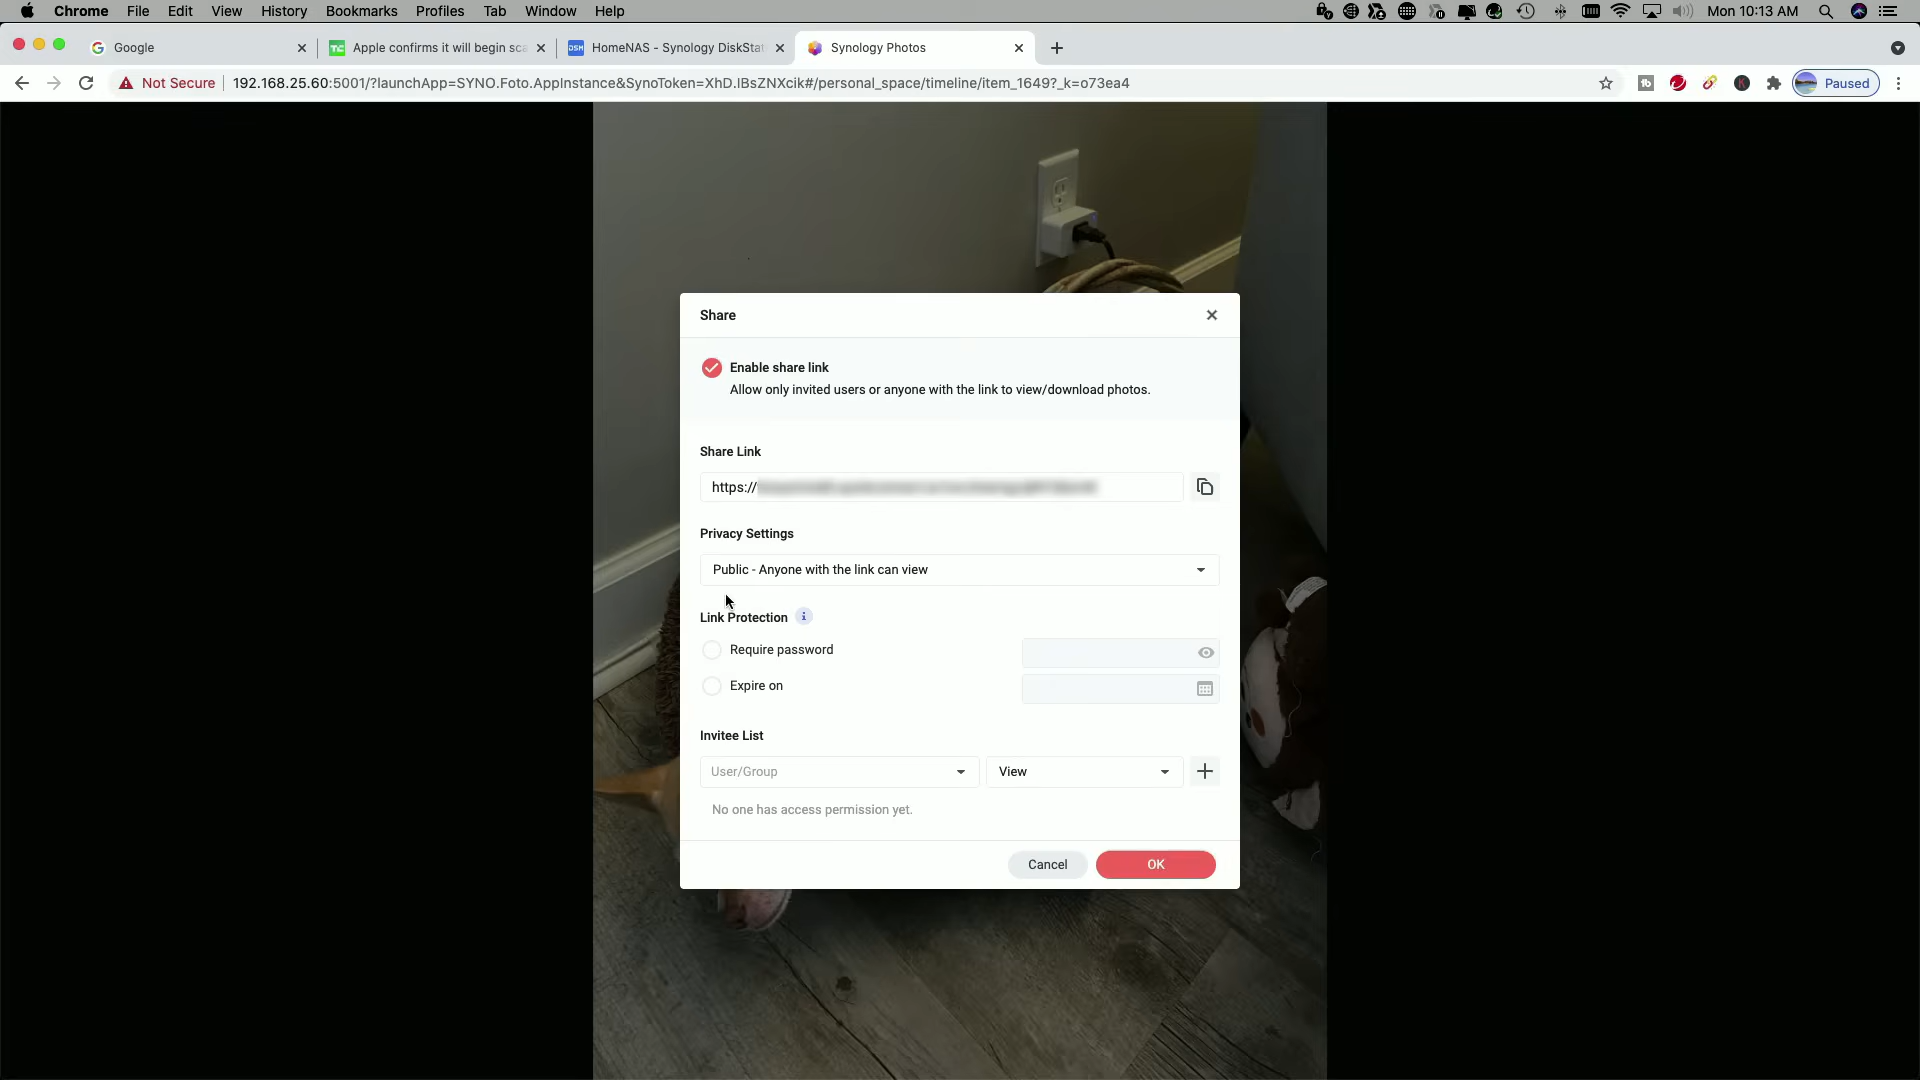 Chrome File Edit View History Bookmarks Profiles Tab Window Help Mon 10:13 AM
Google
Apple confirms it will begin sca
HomeNAS - Synology DiskStat
Synology Photos
Not Secure 192.168.25.60:5001/?launchApp=SYNO.Foto.AppInstance&SynoToken=XhD.lBsZNXcik#/personal_space/timeline/item_1649?_k=o73ea4 Paused
Share
Enable share link
Allow only invited users or anyone with the link to view/download photos.
Share Link
https://
Privacy Settings
Public - Anyone with the link can view
Link Protection i
Require password
Expire on
Invitee List
User/Group View
No one has access permission yet.
Cancel OK